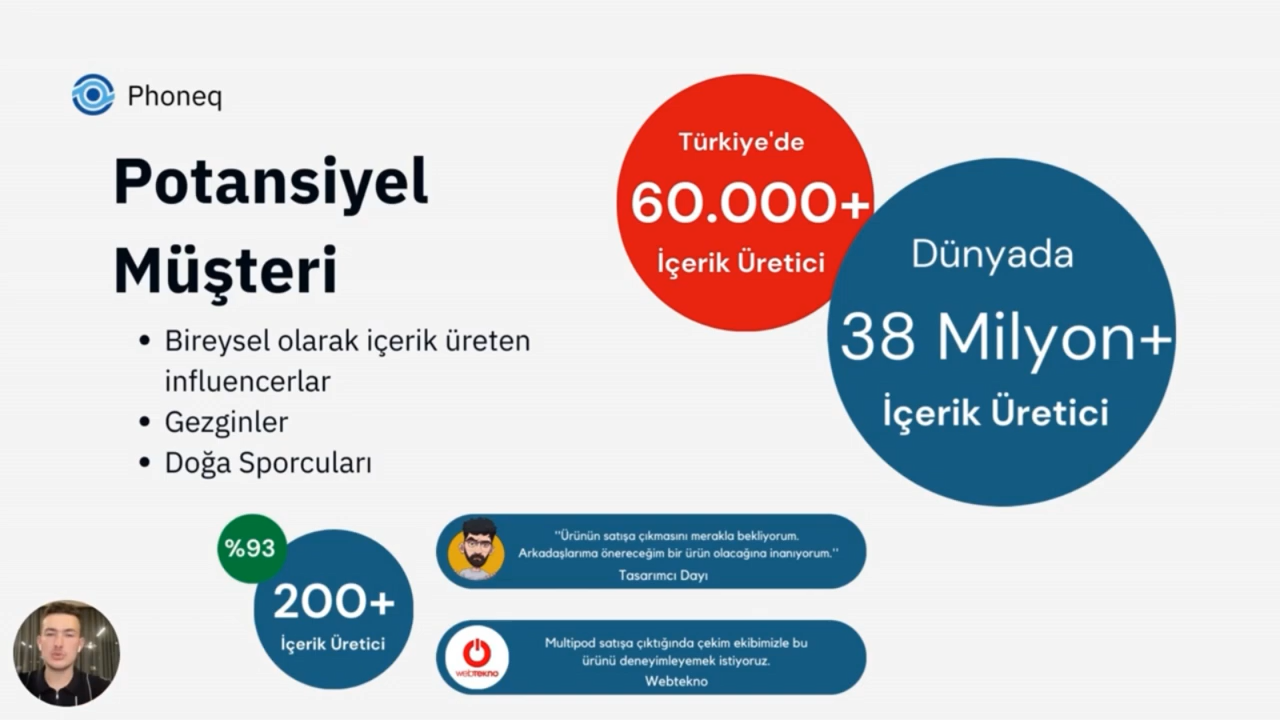 Phoneq
Potansiyel
Müşteri
• Bireysel olarak içerik üreten
influencerlar
• Gezginler
• Doğa Sporcuları
Türkiye'de
60.000+
İçerik Üretici
Dünyada
38 Milyon+
İçerik Üretici
%93
200+
İçerik Üretici
"Ürünün satışa çıkmasını merakla bekliyorum.
Arkadaşlarıma önereceğim bir ürün olacağına inanıyorum."
Tasarımcı Dayı
webtekno
Multipod satışa çıktığında çekim ekibimizle bu
ürünü deneyimleyemek istiyoruz.
Webtekno